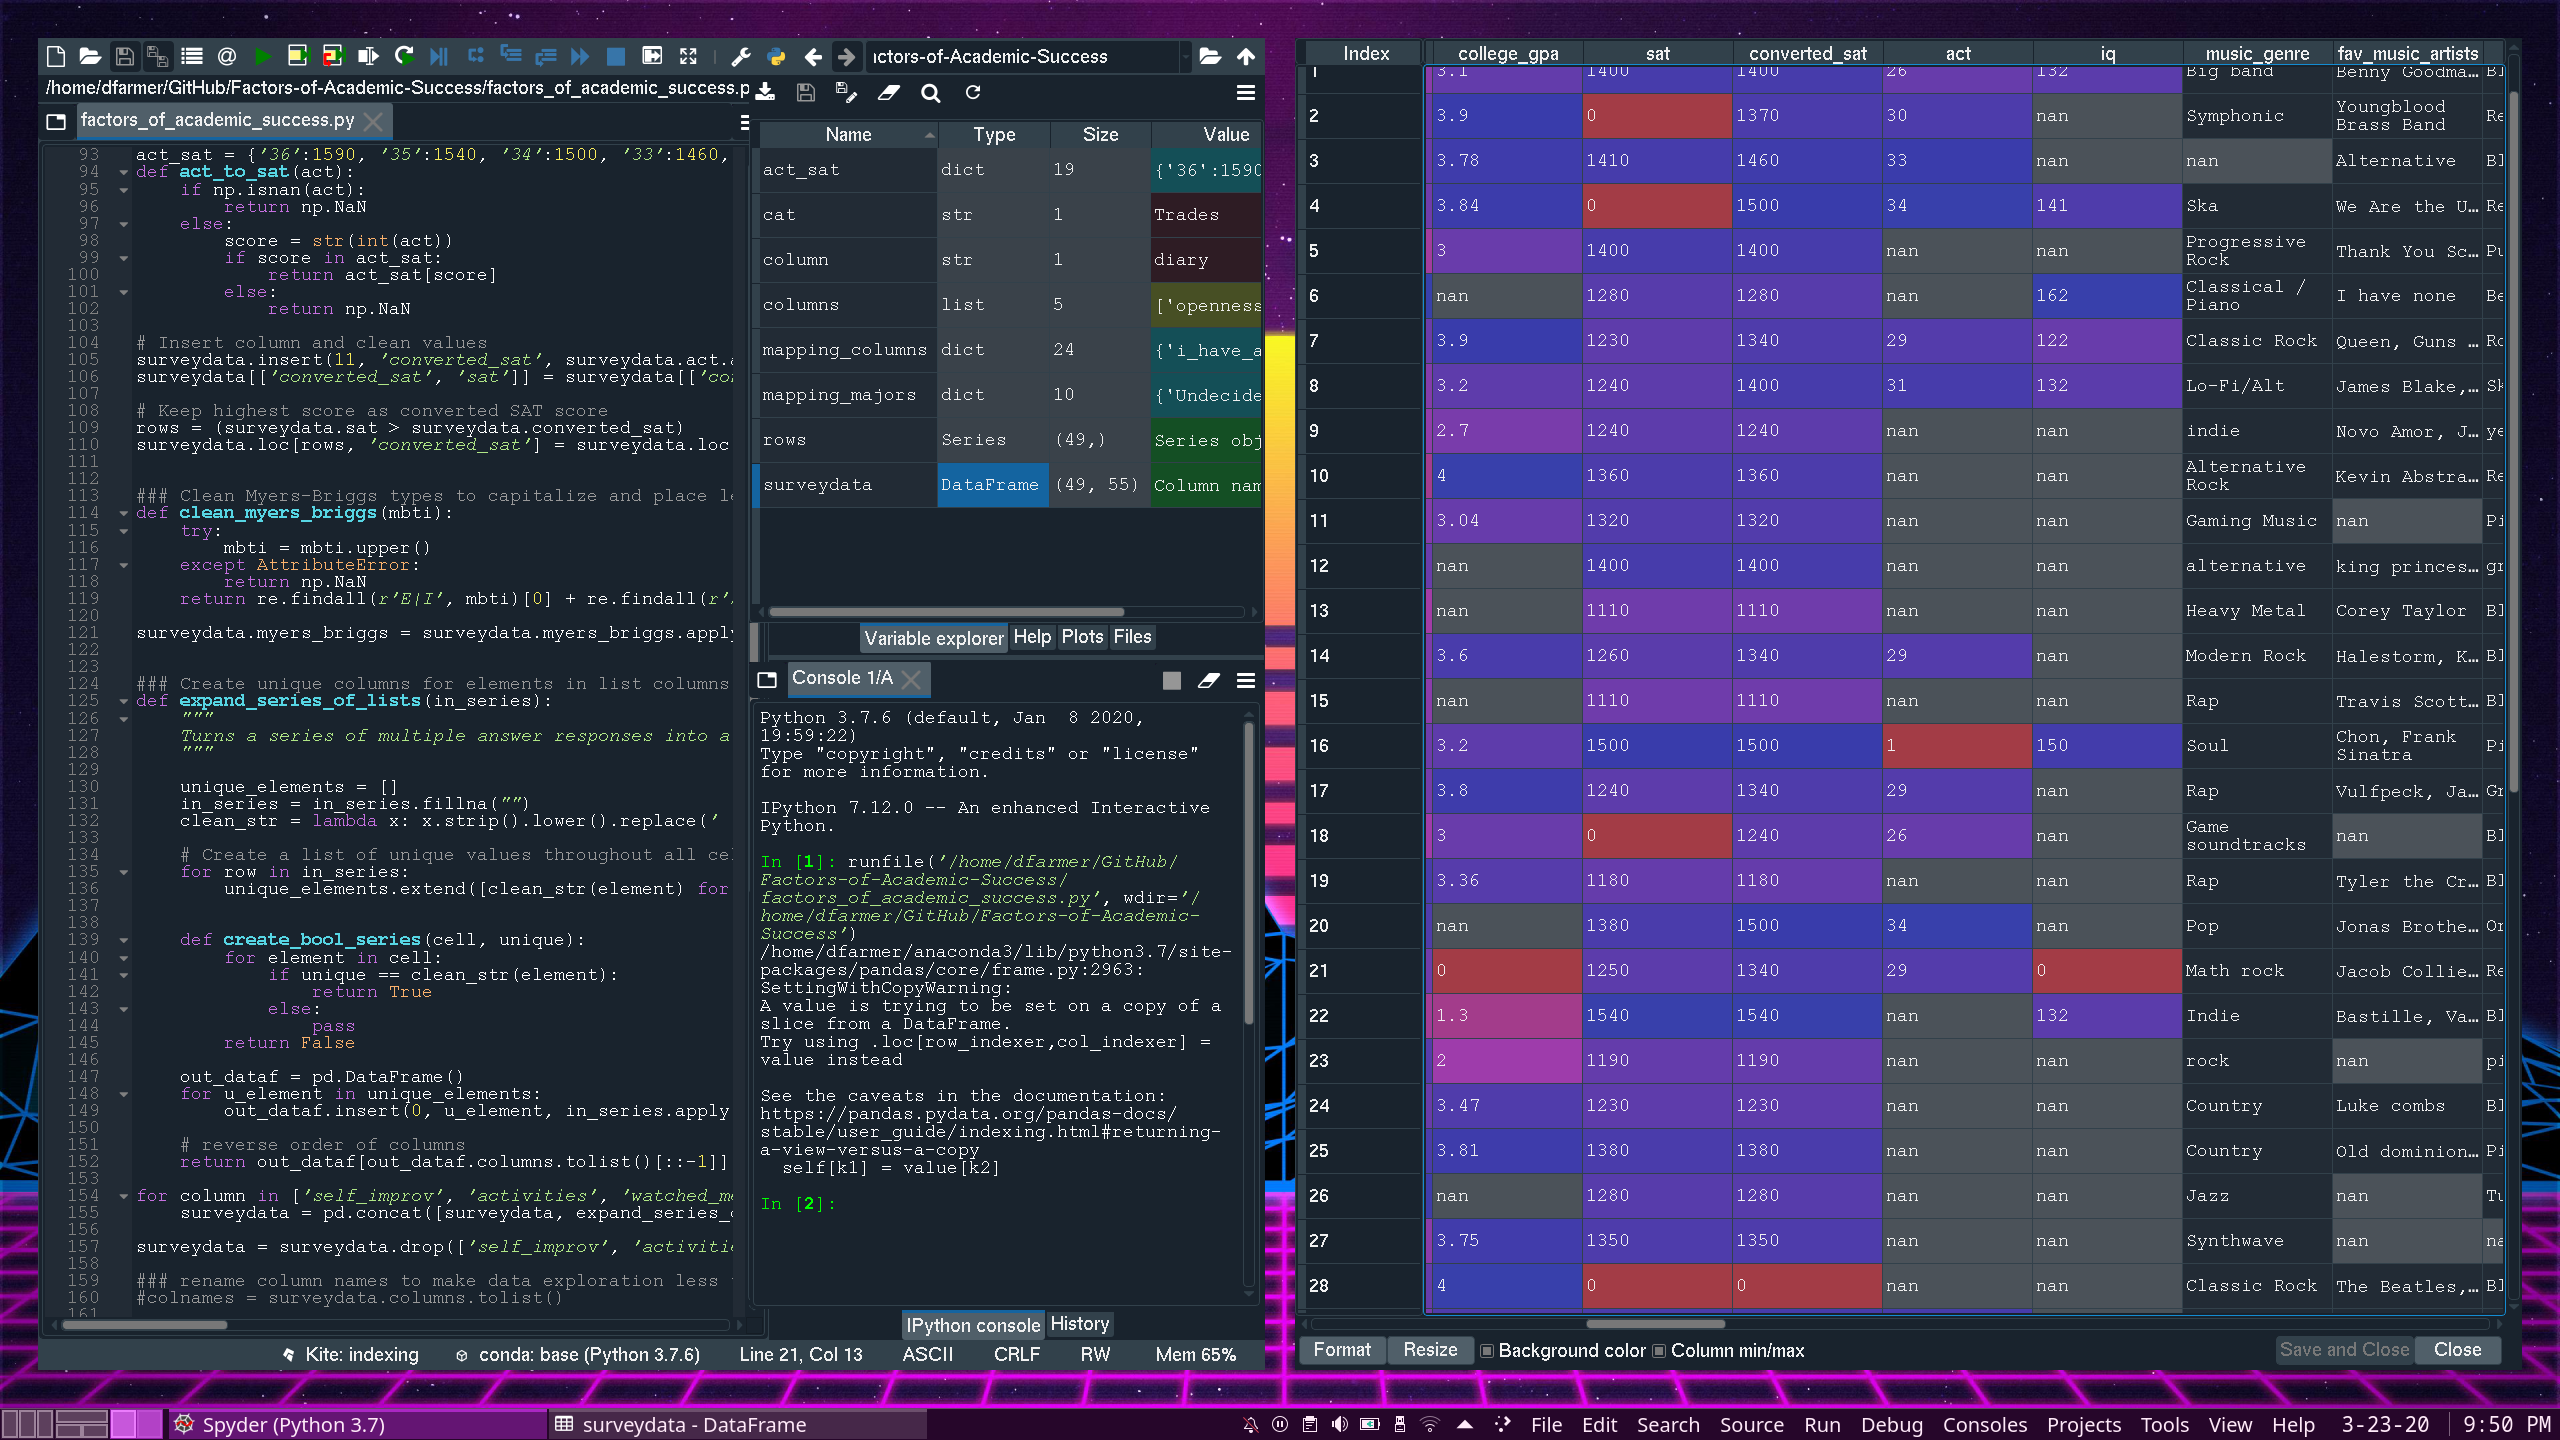 ıctors-of-Academic-Success
/home/dfarmer/GitHub/Factors-of-Academic-Success/factors_of_academic_success.p
factors_of_academic_success.py
93 act_sat = {'36':1590, '35':1540, '34':1500, '33':1460,
94 def act_to_sat(act):
95 if np.isnan(act):
96 return np.NaN
97 else:
98 score = str(int(act))
99 if score in act_sat:
100 return act_sat[score]
101 else:
102 return np.NaN
103
104 # Insert column and clean values
105 surveydata.insert(11, 'converted_sat', surveydata.act.a
106 surveydata[['converted_sat', 'sat']] = surveydata[['co
107
108 # Keep highest score as converted SAT score
109 rows = (surveydata.sat > surveydata.converted_sat)
110 surveydata.loc[rows, 'converted_sat'] = surveydata.loc
111
112
113 ### Clean Myers-Briggs types to capitalize and place le
114 def clean_myers_briggs(mbti):
115 try:
116 mbti = mbti.upper()
117 except AttributeError:
118 return np.NaN
119 return re.findall(r'E|I', mbti)[0] + re.findall(r'
120
121 surveydata.myers_briggs = surveydata.myers_briggs.apply
122
123
124 ### Create unique columns for elements in list columns
125 def expand_series_of_lists(in_series):
126 """
127 Turns a series of multiple answer responses into a
128 """
129
130 unique_elements = []
131 in_series = in_series.fillna("")
132 clean_str = lambda x: x.strip().lower().replace('
133
134 # Create a list of unique values throughout all cel
135 for row in in_series:
136 unique_elements.extend([clean_str(element) for
137
138
139 def create_bool_series(cell, unique):
140 for element in cell:
141 if unique == clean_str(element):
142 return True
143 else:
144 pass
145 return False
146
147 out_dataf = pd.DataFrame()
148 for u_element in unique_elements:
149 out_dataf.insert(0, u_element, in_series.apply
150
151 # reverse order of columns
152 return out_dataf[out_dataf.columns.tolist()[::-1]]
153
154 for column in ['self_improv', 'activities', 'watched_m
155 surveydata = pd.concat([surveydata, expand_series_
156
157 surveydata = surveydata.drop(['self_improv', 'activiti
158
159 ### rename column names to make data exploration less
160 #colnames = surveydata.columns.tolist()
161
Name Type Size Value
act_sat dict 19 {'36':1590
cat str 1 Trades
column str 1 diary
columns list 5 ['openness
mapping_columns dict 24 {'i_have_a
mapping_majors dict 10 {'Undecide
rows Series (49,) Series obj
surveydata DataFrame (49, 55) Column nam
Variable explorer Help Plots Files
Console 1/A
Python 3.7.6 (default, Jan 8 2020,
19:59:22)
Type "copyright", "credits" or "license"
for more information.
IPython 7.12.0 -- An enhanced Interactive
Python.
In [1]: runfile('/home/dfarmer/GitHub/
Factors-of-Academic-Success/
factors_of_academic_success.py', wdir='/
home/dfarmer/GitHub/Factors-of-Academic-
Success')
/home/dfarmer/anaconda3/lib/python3.7/site-
packages/pandas/core/frame.py:2963:
SettingWithCopyWarning:
A value is trying to be set on a copy of a
slice from a DataFrame.
Try using .loc[row_indexer,col_indexer] =
value instead
See the caveats in the documentation:
https://pandas.pydata.org/pandas-docs/
stable/user_guide/indexing.html#returning-
a-view-versus-a-copy
self[k1] = value[k2]
In [2]:
IPython console History
Kite: indexing conda: base (Python 3.7.6) Line 21, Col 13 ASCII CRLF RW Mem 65%
Index college_gpa sat converted_sat act iq music_genre fav_music_artists
1 3.1 1400 1400 26 132 Big band Benny Goodma… Bl
2 3.9 0 1370 30 nan Symphonic Youngblood Brass Band Re
3 3.78 1410 1460 33 nan nan Alternative Bl
4 3.84 0 1500 34 141 Ska We Are the U… Re
5 3 1400 1400 nan nan Progressive Rock Thank You Sc… Pu
6 nan 1280 1280 nan 162 Classical / Piano I have none Be
7 3.9 1230 1340 29 122 Classic Rock Queen, Guns … Ro
8 3.2 1240 1400 31 132 Lo-Fi/Alt James Blake,… Sk
9 2.7 1240 1240 nan nan indie Novo Amor, J… ye
10 4 1360 1360 nan nan Alternative Rock Kevin Abstra… Re
11 3.04 1320 1320 nan nan Gaming Music nan Pi
12 nan 1400 1400 nan nan alternative king princes… gr
13 nan 1110 1110 nan nan Heavy Metal Corey Taylor Bl
14 3.6 1260 1340 29 nan Modern Rock Halestorm, K… Bl
15 nan 1110 1110 nan nan Rap Travis Scott… Bl
16 3.2 1500 1500 1 150 Soul Chon, Frank Sinatra Pi
17 3.8 1240 1340 29 nan Rap Vulfpeck, Ja… Gr
18 3 0 1240 26 nan Game soundtracks nan Bl
19 3.36 1180 1180 nan nan Rap Tyler the Cr… Bl
20 nan 1380 1500 34 nan Pop Jonas Brothe… Or
21 0 1250 1340 29 0 Math rock Jacob Collie… Re
22 1.3 1540 1540 nan 132 Indie Bastille, Va… Bl
23 2 1190 1190 nan nan rock nan pi
24 3.47 1230 1230 nan nan Country Luke combs Bl
25 3.81 1380 1380 nan nan Country Old dominion… Pi
26 nan 1280 1280 nan nan Jazz nan Tu
27 3.75 1350 1350 nan nan Synthwave nan na
28 4 0 0 nan nan Classic Rock The Beatles,… Bl
Format Resize Background color Column min/max Save and Close Close
Spyder (Python 3.7) surveydata - DataFrame File Edit Search Source Run Debug Consoles Projects Tools View Help 3-23-20 9:50 PM